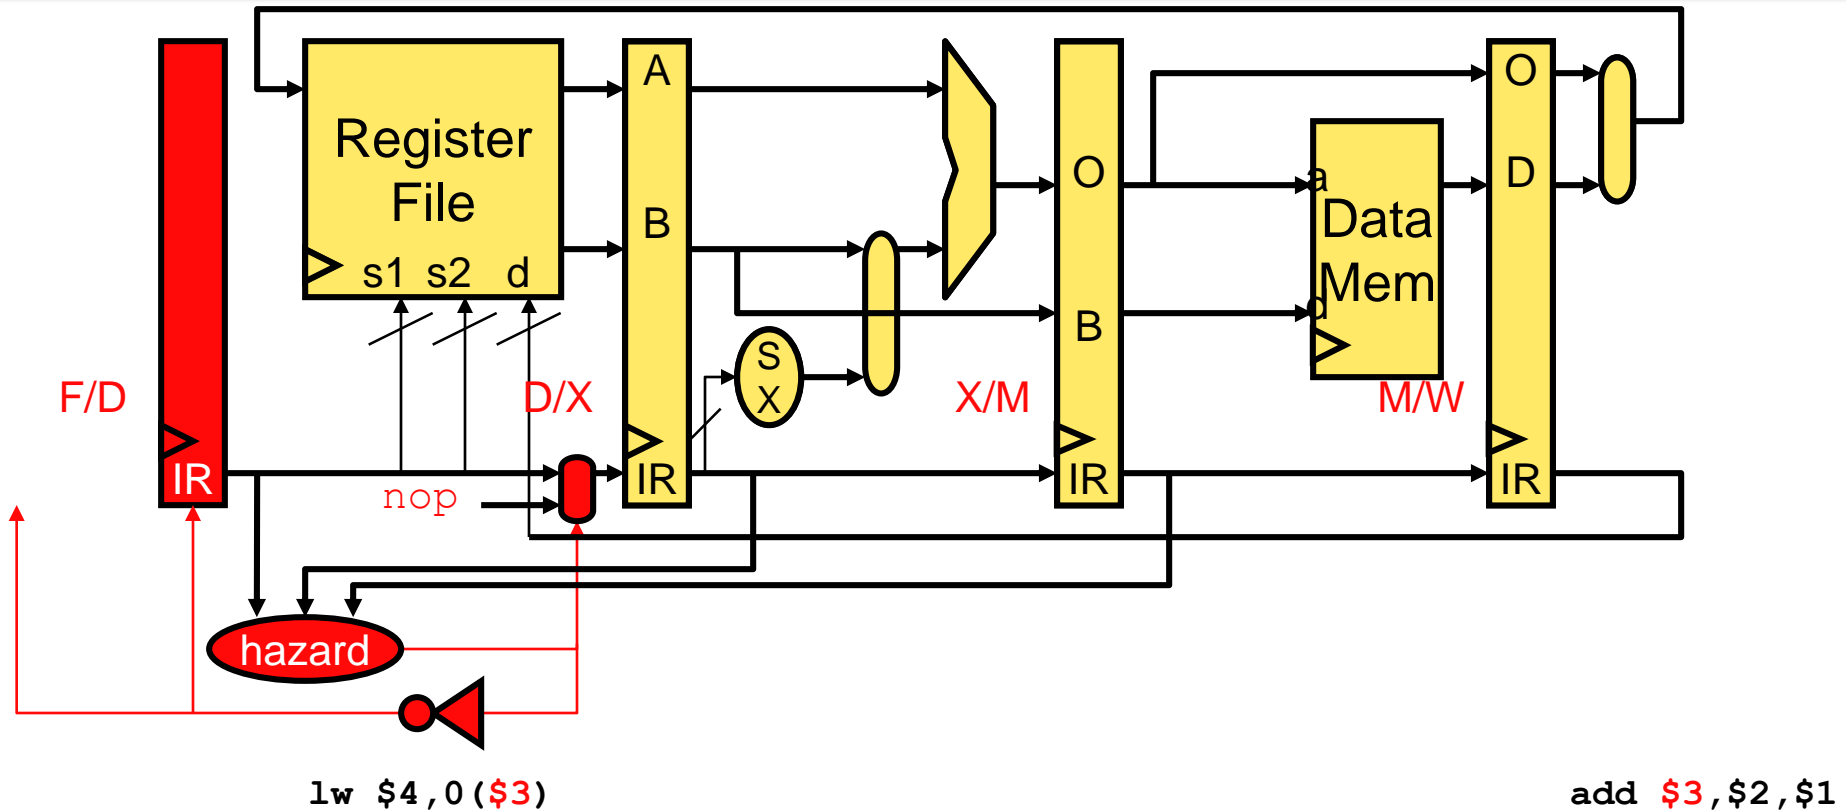 A
O
Register
File
B
O
D
a
Data
Mem
d
s1 s2 d
B
S
X
F/D
D/X
X/M
M/W
IR
IR
IR
IR
nop
hazard
lw $4,0($3)
add $3,$2,$1